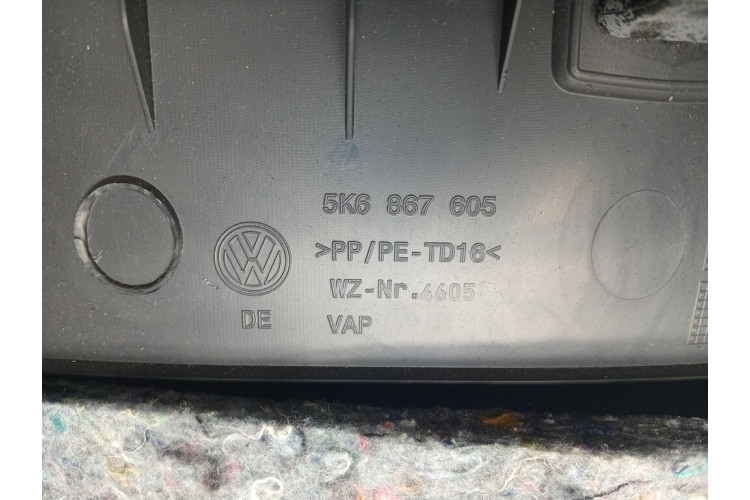 5K6 867 605
>PP/PE-TD16<
WZ-Nr.4605
DE VAP